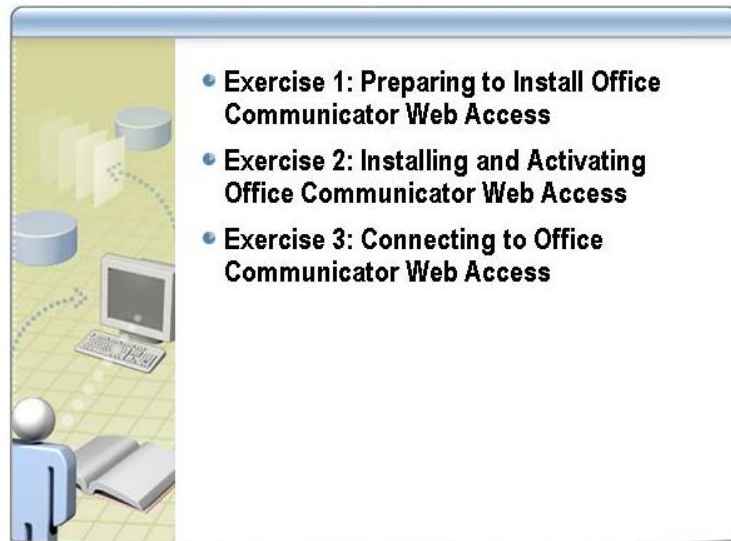 Exercise 1: Preparing to Install Office
Communicator Web Access
Exercise 2: Installing and Activating
Office Communicator Web Access
Exercise 3: Connecting to Office
Communicator Web Access